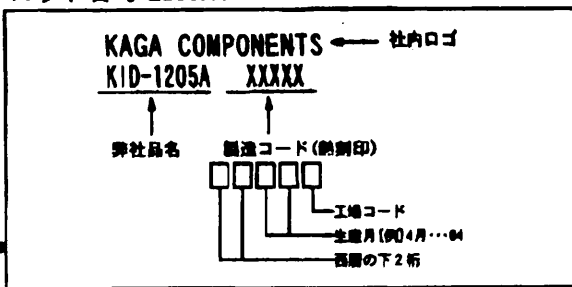 KAGA COMPONENTS ← 社内ロゴ
KID-1205A XXXXX
弊社品名 製造コード(熱刻印)
工場コード
生産月(例)4月･･･04
西暦の下2桁